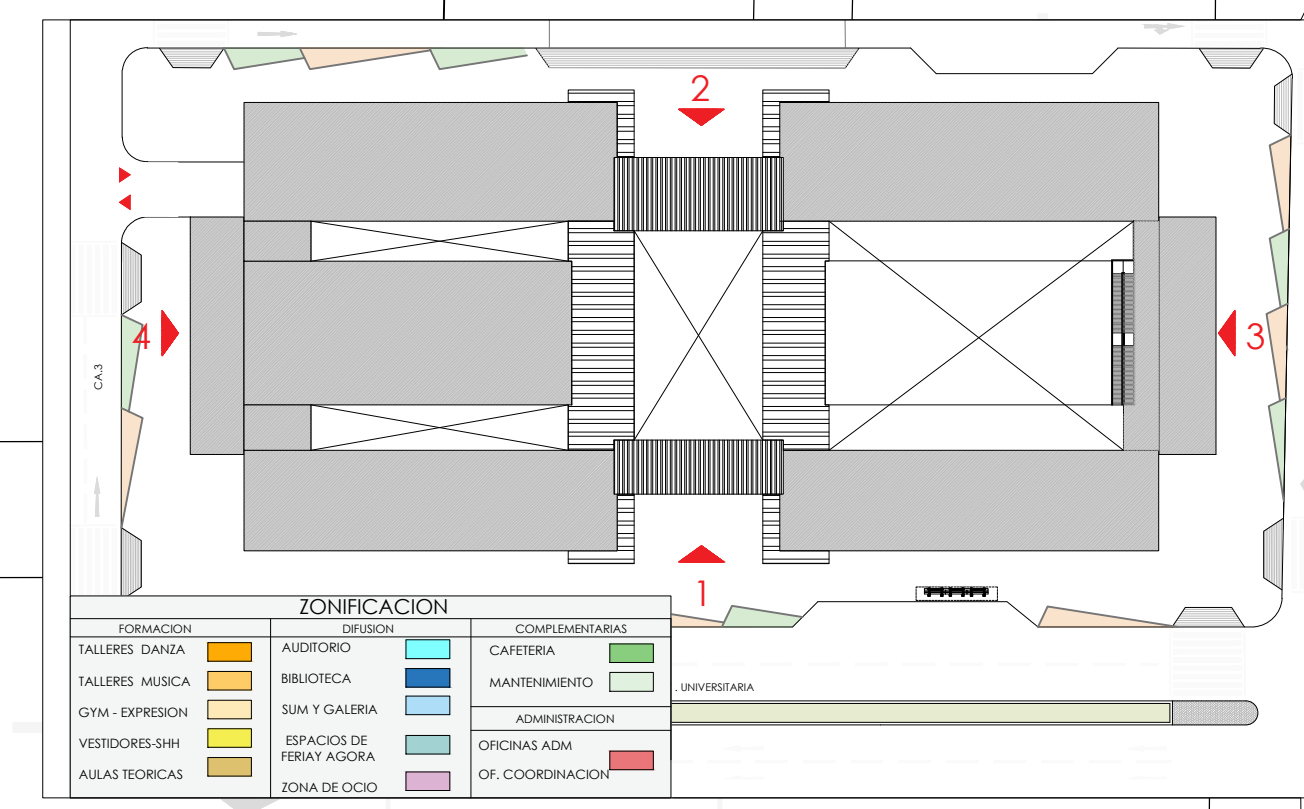 2
4
3
CA.3
1
. UNIVERSITARIA
ZONIFICACION
FORMACION
TALLERES DANZA
TALLERES MUSICA
GYM - EXPRESION
VESTIDORES-SHH
AULAS TEORICAS
DIFUSION
AUDITORIO
BIBLIOTECA
SUM Y GALERIA
ESPACIOS DE
FERIAY AGORA
ZONA DE OCIO
COMPLEMENTARIAS
CAFETERIA
MANTENIMIENTO
ADMINISTRACION
OFICINAS ADM
OF. COORDINACION